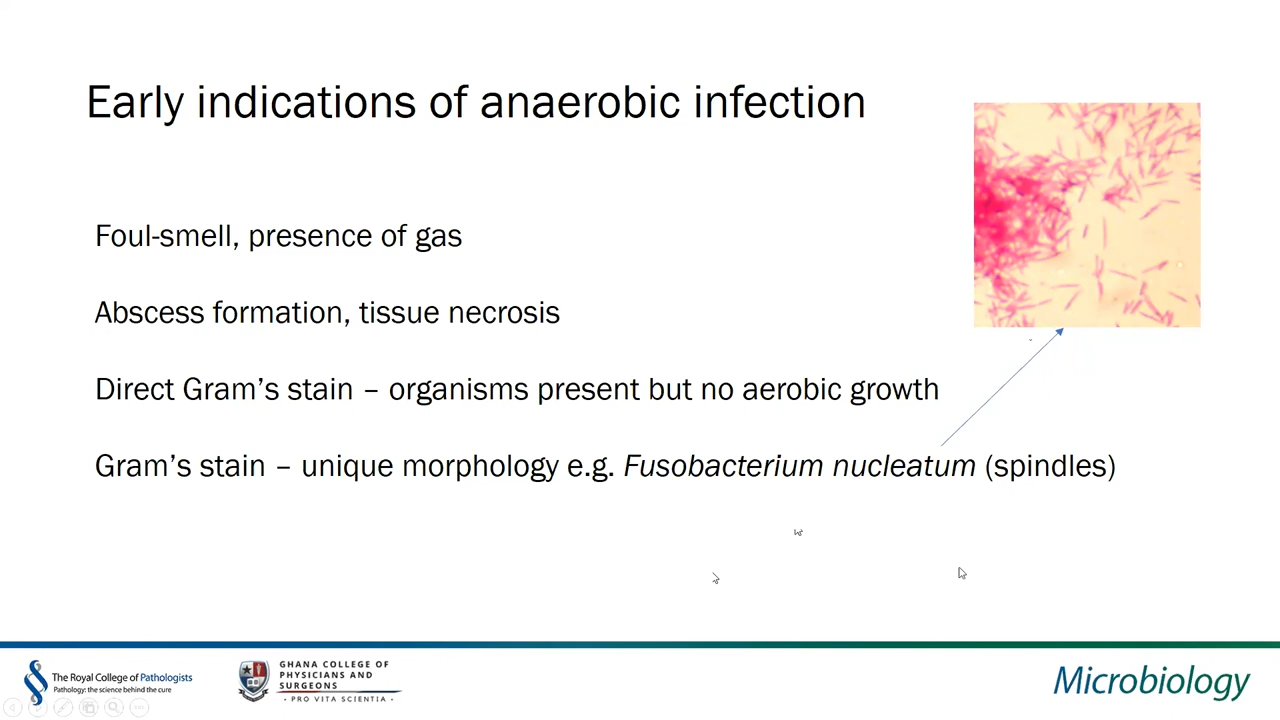 Early indications of anaerobic infection
Foul-smell, presence of gas
Abscess formation, tissue necrosis
Direct Gram’s stain – organisms present but no aerobic growth
Gram’s stain – unique morphology e.g. Fusobacterium nucleatum (spindles)
The Royal College of Pathologists
Pathology: the science behind the cure
GHANA COLLEGE OF
PHYSICIANS AND
SURGEONS
- PRO VITA SCIENTIA -
Microbiology